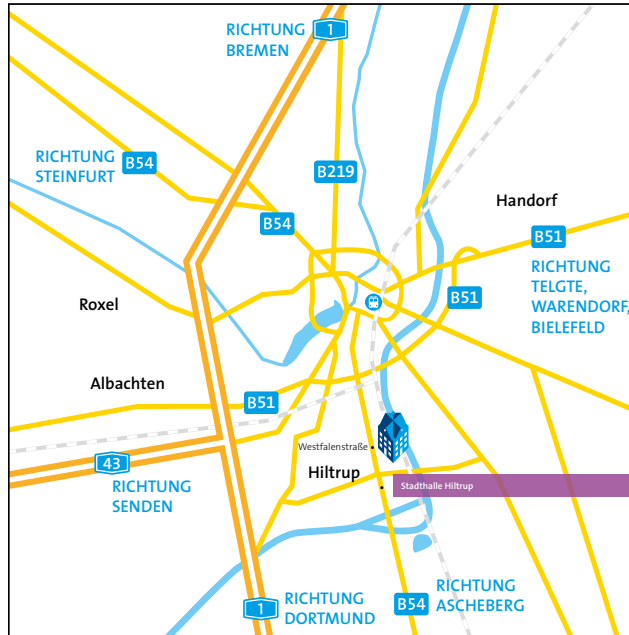 1
RICHTUNG
BREMEN
RICHTUNG
STEINFURT
B54
B219
B54
Handorf
B51
RICHTUNG
TELGTE,
WARENDORF,
BIELEFELD
B51
Roxel
Albachten
B51
Westfalenstraße
Hiltrup
43
RICHTUNG
SENDEN
Stadthalle Hiltrup
1
RICHTUNG
DORTMUND
B54
RICHTUNG
ASCHEBERG